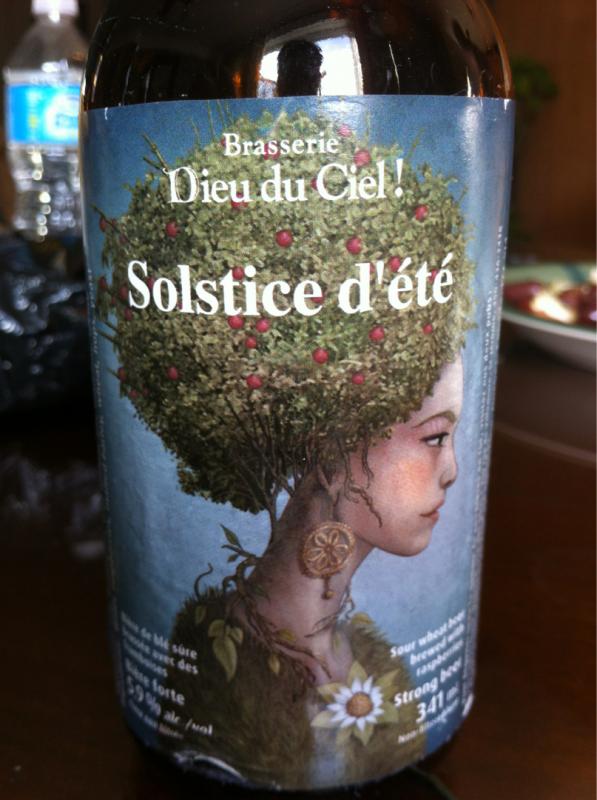 Brasserie
Dieu du Ciel!
Solstice d'été
Bière de blé sûre
brassée avec des
framboises
Bière forte
5,9 % alc /vol
Sour wheat beer
brewed with
raspberries
Strong beer
341 ml